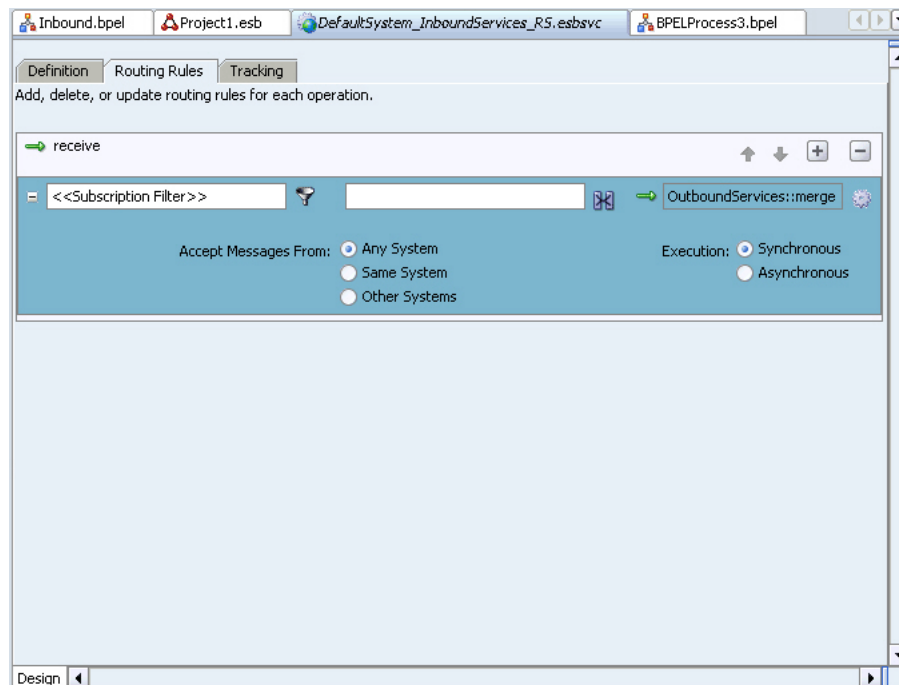 Inbound.bpel Project1.esb DefaultSystem_InboundServices_RS.esbsvc BPELProcess3.bpel
Definition Routing Rules Tracking
Add, delete, or update routing rules for each operation.
receive
<<Subscription Filter>> OutboundServices::merge
Accept Messages From: Any System Execution: Synchronous
Same System Asynchronous
Other Systems
Design